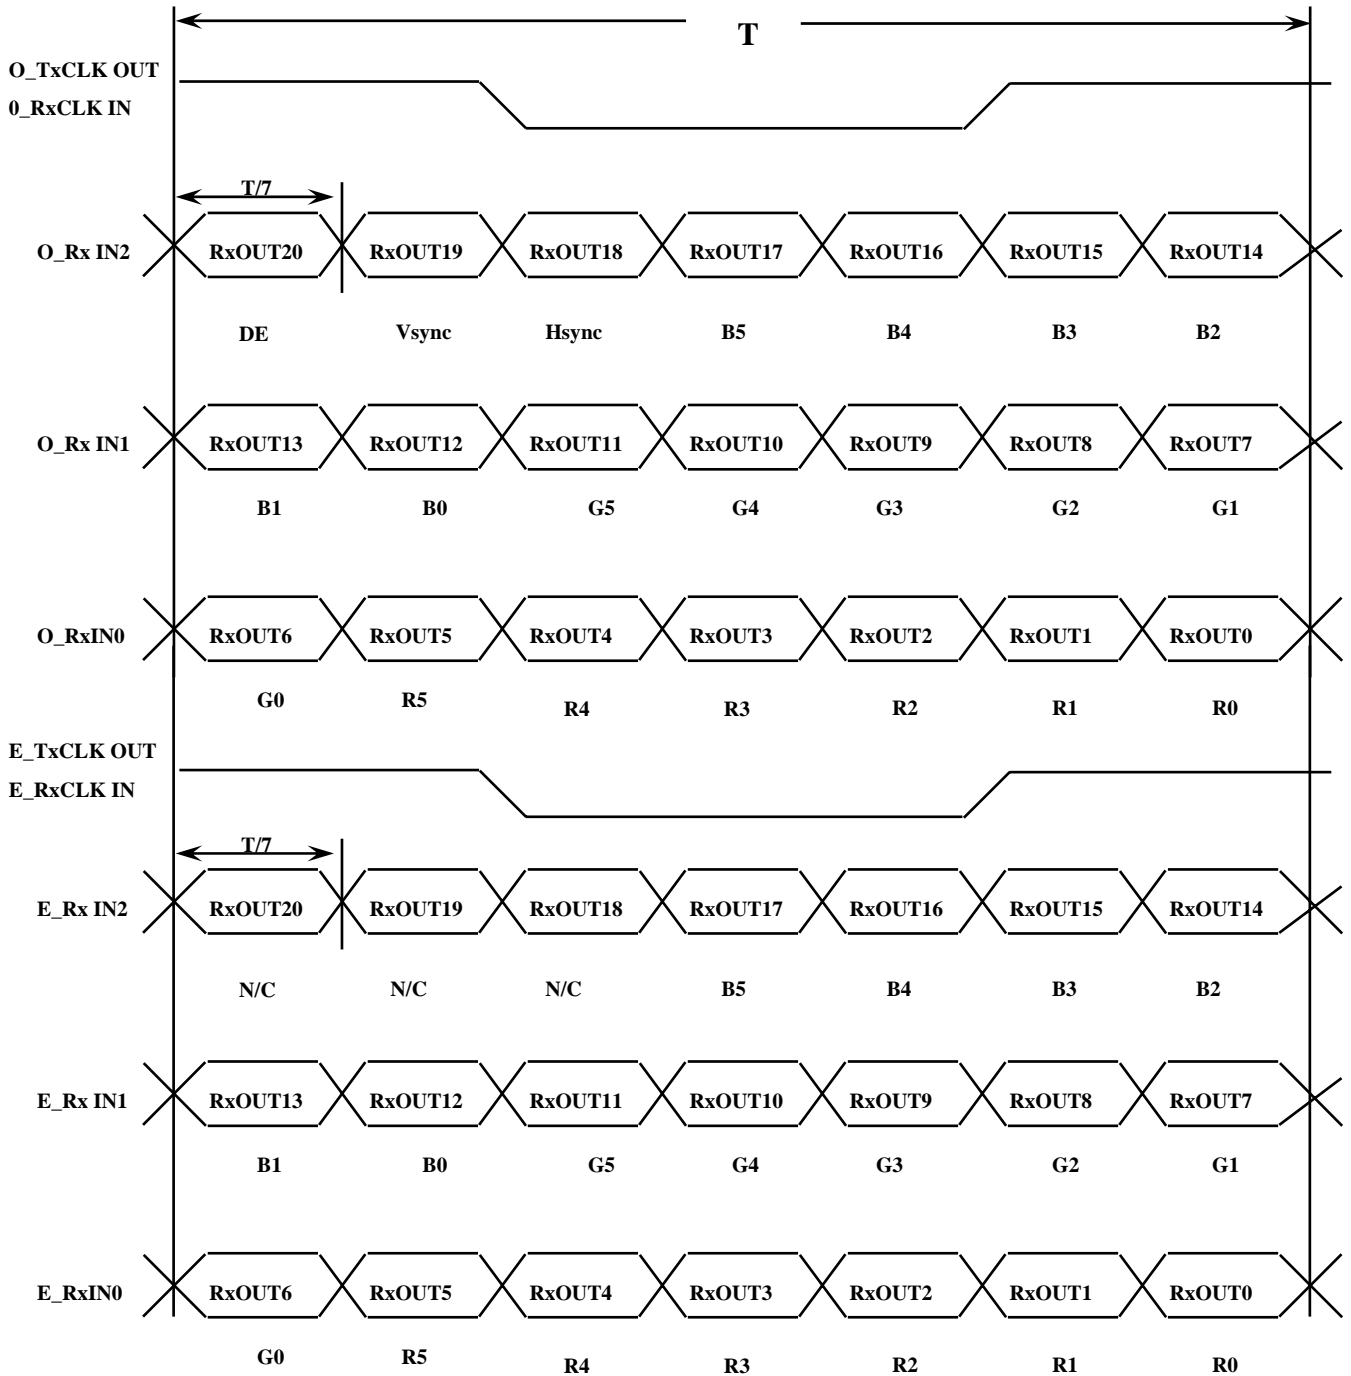 T
O_TxCLK OUT
0_RxCLK IN
T/7
O_Rx IN2 RxOUT20 RxOUT19 RxOUT18 RxOUT17 RxOUT16 RxOUT15 RxOUT14
DE Vsync Hsync B5 B4 B3 B2
O_Rx IN1 RxOUT13 RxOUT12 RxOUT11 RxOUT10 RxOUT9 RxOUT8 RxOUT7
B1 B0 G5 G4 G3 G2 G1
O_RxIN0 RxOUT6 RxOUT5 RxOUT4 RxOUT3 RxOUT2 RxOUT1 RxOUT0
G0 R5 R4 R3 R2 R1 R0
E_TxCLK OUT
E_RxCLK IN
T/7
E_Rx IN2 RxOUT20 RxOUT19 RxOUT18 RxOUT17 RxOUT16 RxOUT15 RxOUT14
N/C N/C N/C B5 B4 B3 B2
E_Rx IN1 RxOUT13 RxOUT12 RxOUT11 RxOUT10 RxOUT9 RxOUT8 RxOUT7
B1 B0 G5 G4 G3 G2 G1
E_RxIN0 RxOUT6 RxOUT5 RxOUT4 RxOUT3 RxOUT2 RxOUT1 RxOUT0
G0 R5 R4 R3 R2 R1 R0